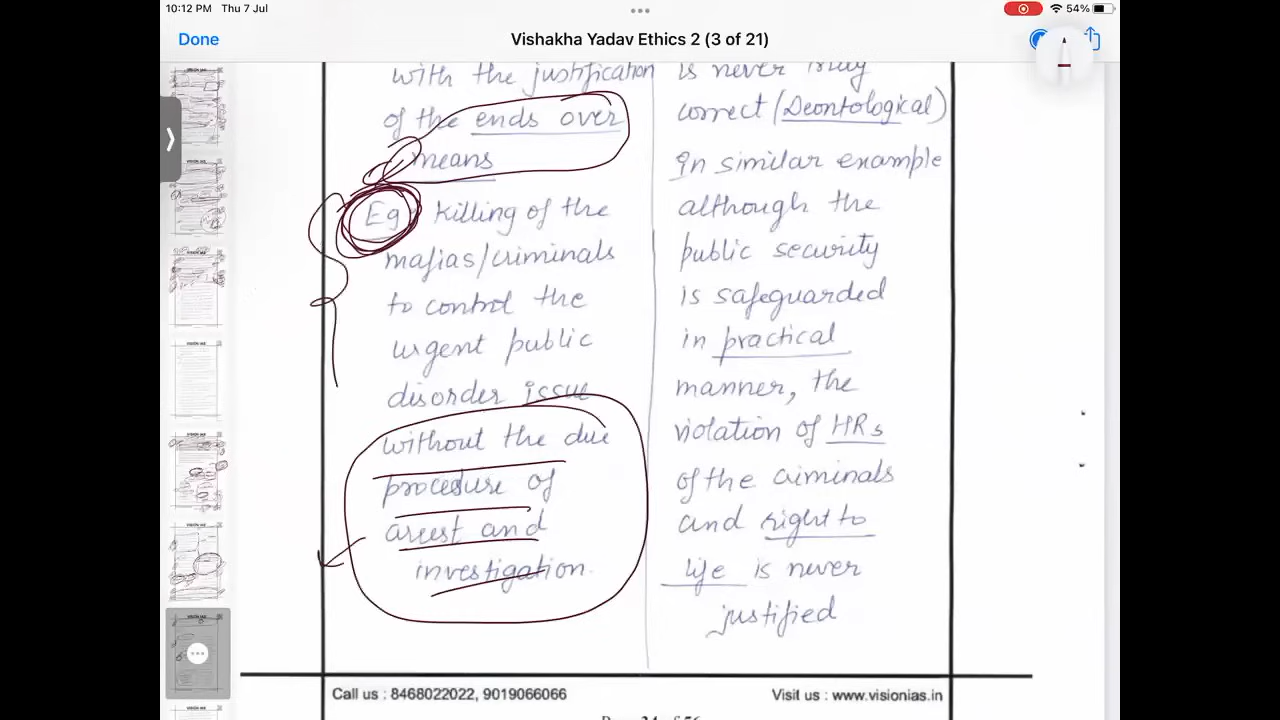 10:12 PM Thu 7 Jul
54%
Done
Vishakha Yadav Ethics 2 (3 of 21)
with the justification
of the ends over
means
Eg Killing of the
mafias/criminals
to control the
urgent public
disorder issue
without the due
procedure of
arrest and
investigation.
is never truly
correct (Deontological)
In similar example
although the
public security
is safeguarded
in practical
manner, the
violation of HRs
of the criminals
and right to
life is never
justified
Call us : 8468022022, 9019066066
Visit us : www.visionias.in